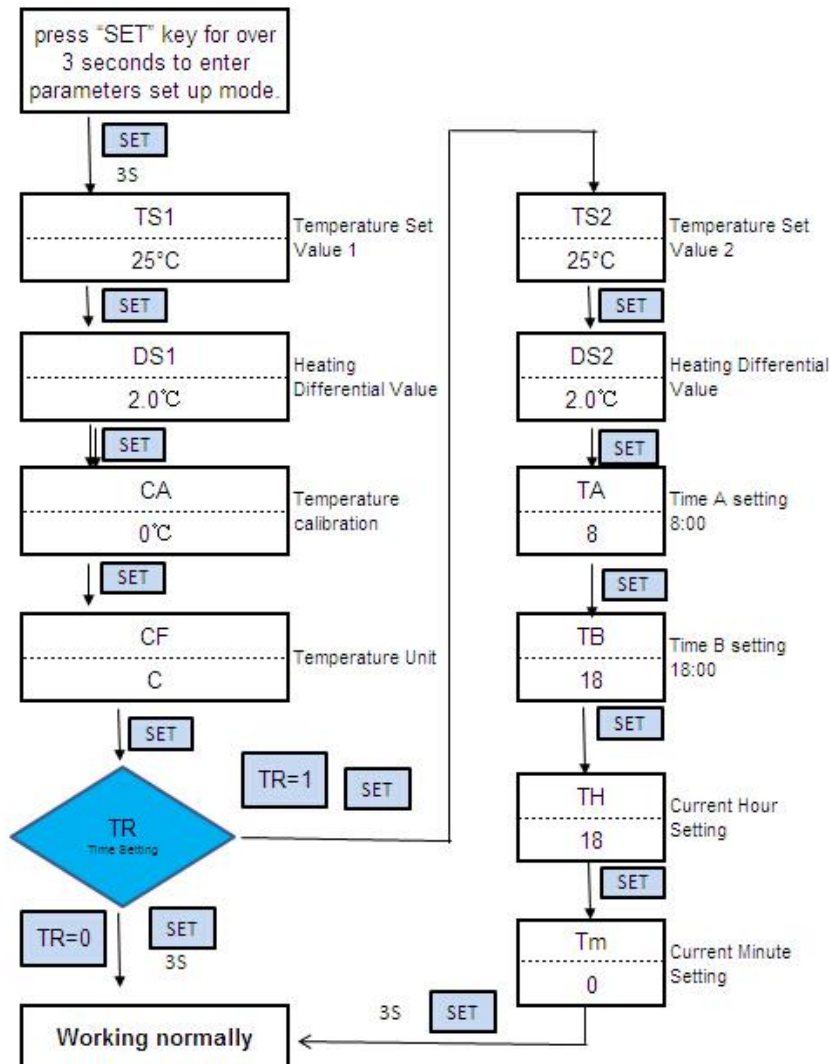 press “SET” key for over
3 seconds to enter
parameters set up mode.
SET
3S
TS1
25°C
Temperature Set
Value 1
SET
DS1
2.0℃
Heating
Differential Value
SET
CA
0℃
Temperature
calibration
SET
CF
C
Temperature Unit
SET
TR
Time Setting
TR=1
SET
TR=0
SET
3S
TS2
25°C
Temperature Set
Value 2
SET
DS2
2.0℃
Heating Differential
Value
SET
TA
8
Time A setting
8:00
SET
TB
18
Time B setting
18:00
SET
TH
18
Current Hour
Setting
SET
Tm
0
Current Minute
Setting
3S
SET
Working normally